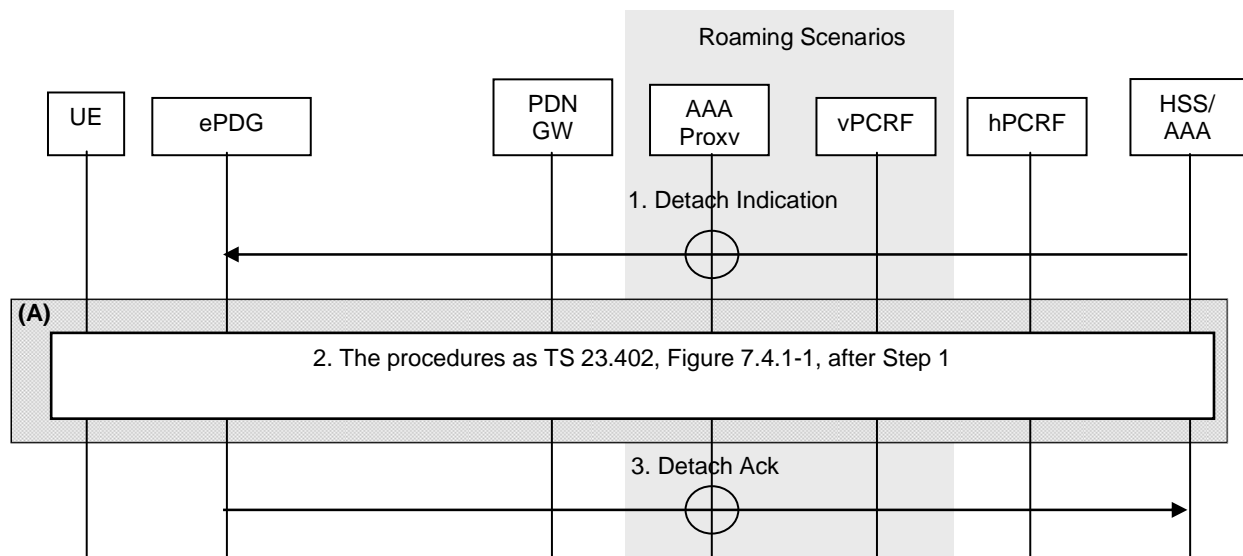 Roaming Scenarios
UE
ePDG
PDN
GW
AAA
Proxy
vPCRF
hPCRF
HSS/
AAA
1. Detach Indication
(A)
2. The procedures as TS 23.402, Figure 7.4.1-1, after Step 1
3. Detach Ack